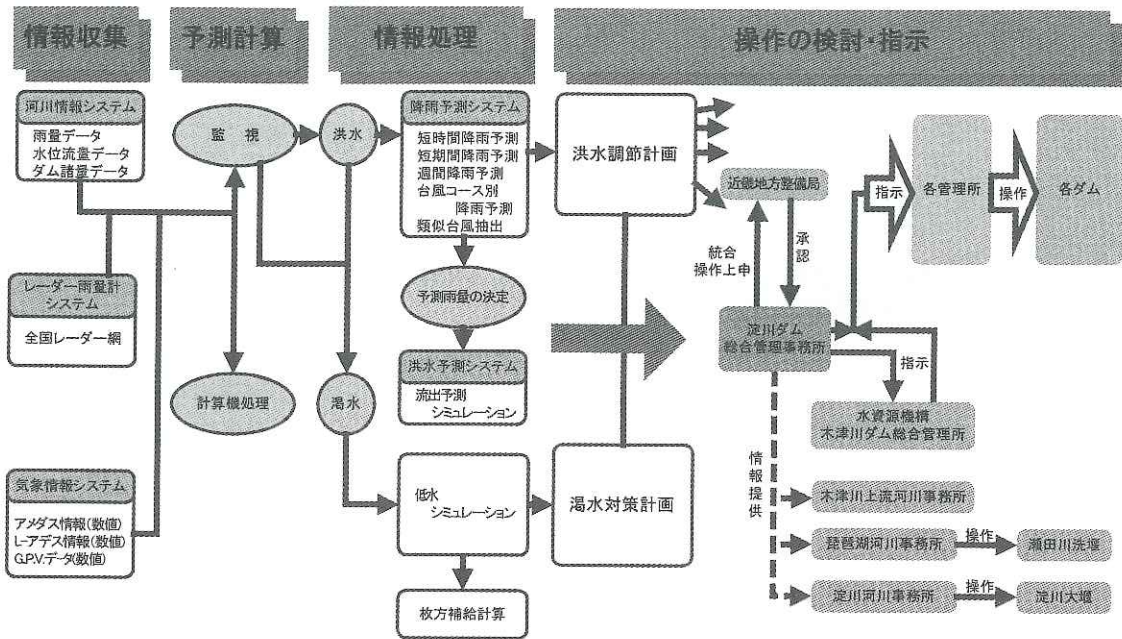 情報収集
予測計算
情報処理
操作の検討・指示
河川情報システム
雨量データ
水位流量データ
ダム諸量データ
レーダー雨量計
システム
全国レーダー網
気象情報システム
アメダス情報(数値)
L-アデス情報(数値)
G.P.V.データ(数値)
監 視
計算機処理
洪水
渇水
降雨予測システム
短時間降雨予測
短期間降雨予測
週間降雨予測
台風コース別
降雨予測
類似台風抽出
予測雨量の決定
洪水予測システム
流出予測
シミュレーション
低水
シミュレーション
枚方補給計算
洪水調節計画
渇水対策計画
近畿地方整備局
統合
操作上申
承認
淀川ダム
総合管理事務所
指示
各管理所
操作
各ダム
指示
水資源機構
木津川ダム総合管理所
情報提供
木津川上流河川事務所
琵琶湖河川事務所
操作
瀬田川洗堰
淀川河川事務所
操作
淀川大堰